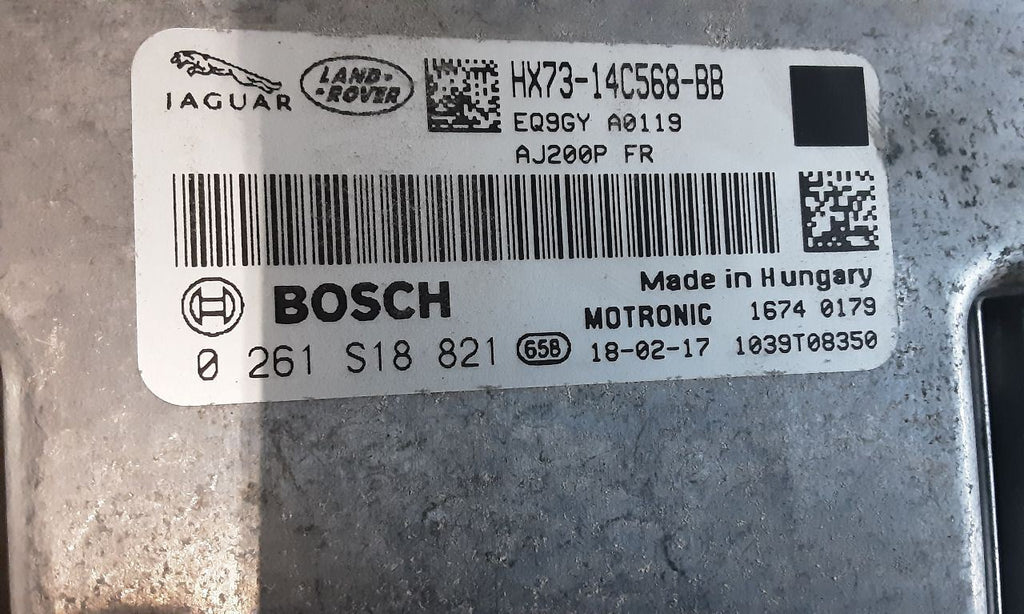 JAGUAR
LAND-
ROVER
HX73-14C568-BB
EQ9GY A0119
AJ200P FR
Made in Hungary
BOSCH
MOTRONIC 1674 0179
0 261 S18 821 658 18-02-17 1039T08350